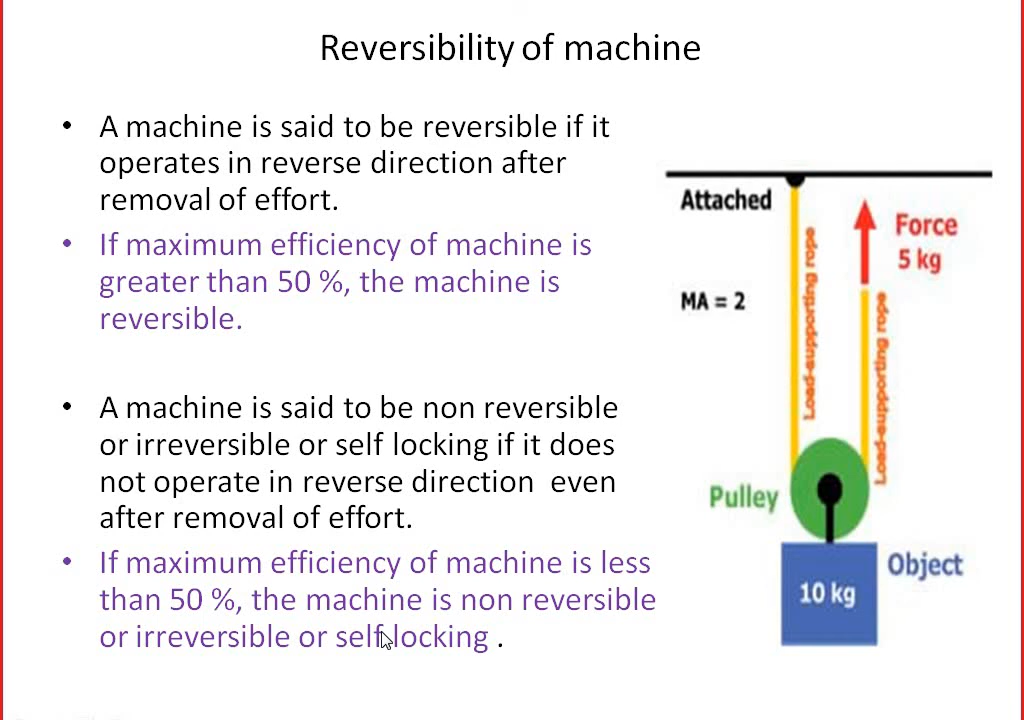 Reversibility of machine
• A machine is said to be reversible if it
operates in reverse direction after
removal of effort.
• If maximum efficiency of machine is
greater than 50 %, the machine is
reversible.
• A machine is said to be non reversible
or irreversible or self locking if it does
not operate in reverse direction even
after removal of effort.
• If maximum efficiency of machine is less
than 50 %, the machine is non reversible
or irreversible or self locking .
Attached
Force
5 kg
MA = 2
Load-supporting rope
Load-supporting rope
Pulley
Object
10 kg